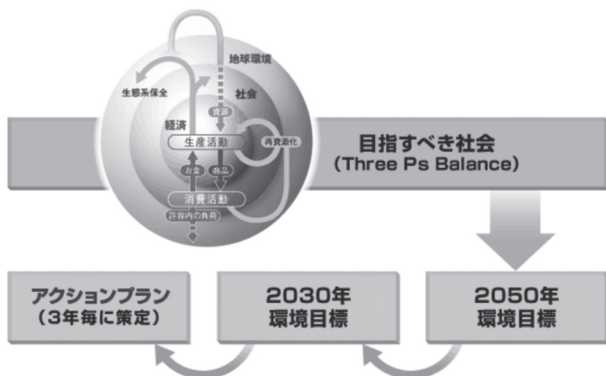 地球環境
生態系保全
社会
資源
経済
生産活動
再資源化
お金
商品
消費活動
許容内の負荷
目指すべき社会
(Three Ps Balance)
アクションプラン
(3年毎に策定)
2030年
環境目標
2050年
環境目標